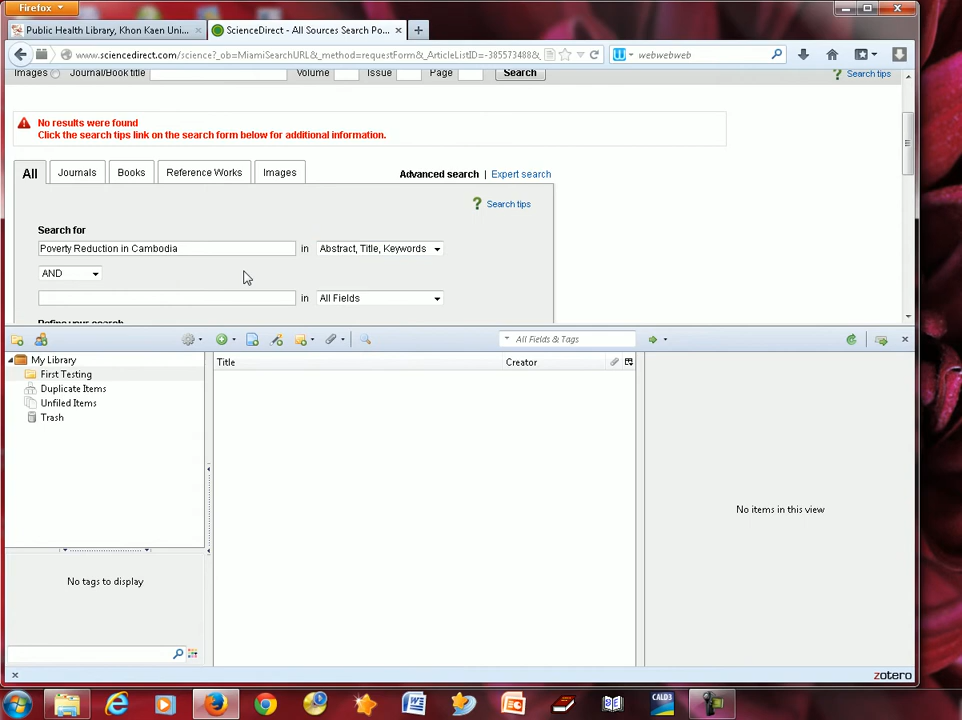 Firefox
Public Health Library, Khon Kaen Uni...
ScienceDirect - All Sources Search Po...
www.sciencedirect.com/science?_ob=MiamiSearchURL&_method=requestForm&_ArticleListID=-385573488&
webwebweb
Images
Journal/Book title
Volume
Issue
Page
Search
? Search tips
No results were found
Click the search tips link on the search form below for additional information.
All
Journals
Books
Reference Works
Images
Advanced search | Expert search
? Search tips
Search for
Poverty Reduction in Cambodia
in
Abstract, Title, Keywords
AND
in
All Fields
Refine your search
All Fields & Tags
My Library
First Testing
Duplicate Items
Unfiled Items
Trash
Title
Creator
No items in this view
No tags to display
zotero
CALD3